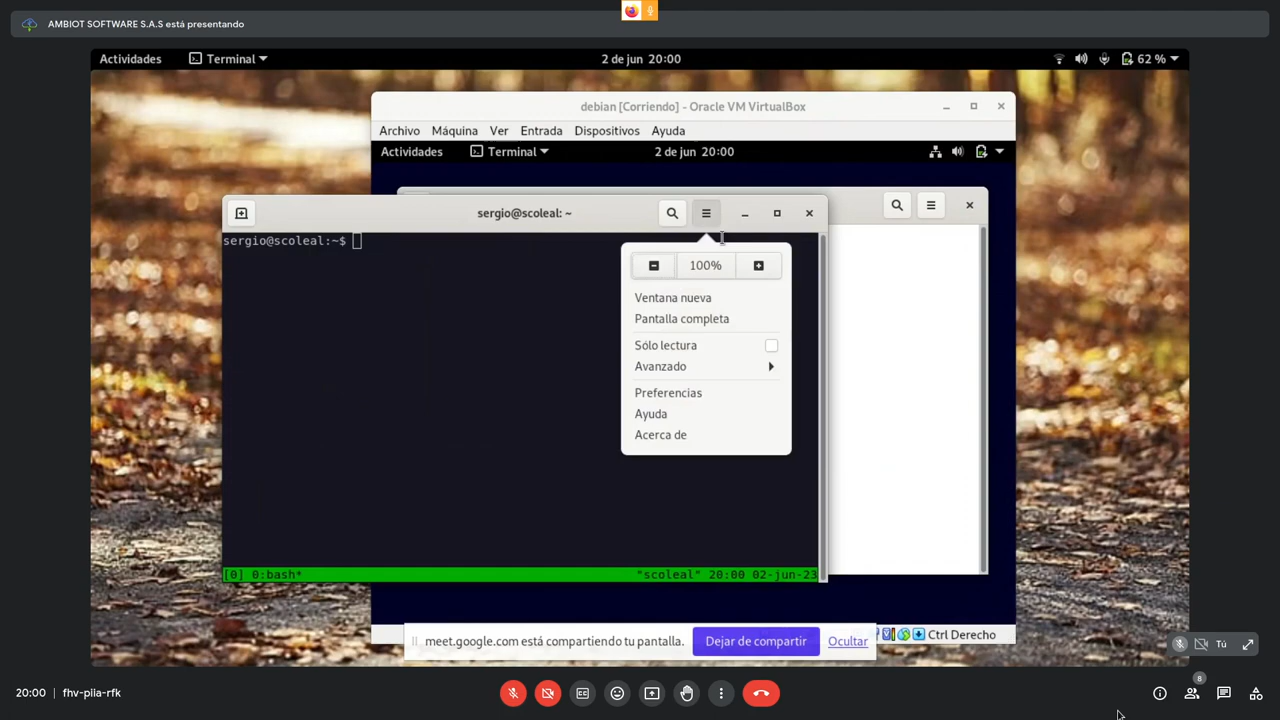 AMBIOT SOFTWARE S.A.S está presentando
Actividades
Terminal
2 de jun 20:00
62 %
debian [Corriendo] - Oracle VM VirtualBox
Archivo Máquina Ver Entrada Dispositivos Ayuda
Actividades
Terminal
2 de jun 20:00
sergio@scoleal: ~
sergio@scoleal:~$
100%
Ventana nueva
Pantalla completa
Sólo lectura
Avanzado
Preferencias
Ayuda
Acerca de
[0] 0:bash*
"scoleal" 20:00 02-jun-23
Ctrl Derecho
meet.google.com está compartiendo tu pantalla.
Dejar de compartir
Ocultar
Tú
20:00 | fhv-piia-rfk
8